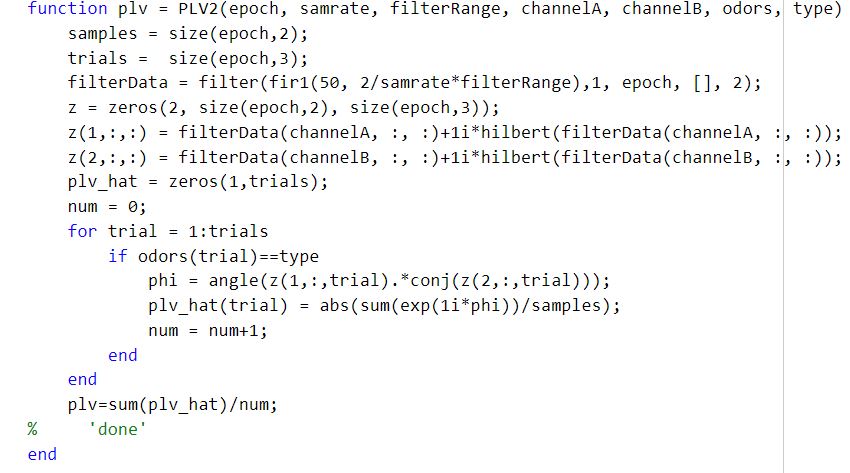 function plv = PLV2(epoch, samrate, filterRange, channelA, channelB, odors, type)
    samples = size(epoch,2);
    trials =  size(epoch,3);
    filterData = filter(fir1(50, 2/samrate*filterRange),1, epoch, [], 2);
    z = zeros(2, size(epoch,2), size(epoch,3));
    z(1,:,:) = filterData(channelA, :, :)+1i*hilbert(filterData(channelA, :, :));
    z(2,:,:) = filterData(channelB, :, :)+1i*hilbert(filterData(channelB, :, :));
    plv_hat = zeros(1,trials);
    num = 0;
    for trial = 1:trials
        if odors(trial)==type
            phi = angle(z(1,:,trial).*conj(z(2,:,trial)));
            plv_hat(trial) = abs(sum(exp(1i*phi))/samples);
            num = num+1;
        end
    end
    plv=sum(plv_hat)/num;
%     'done'
end